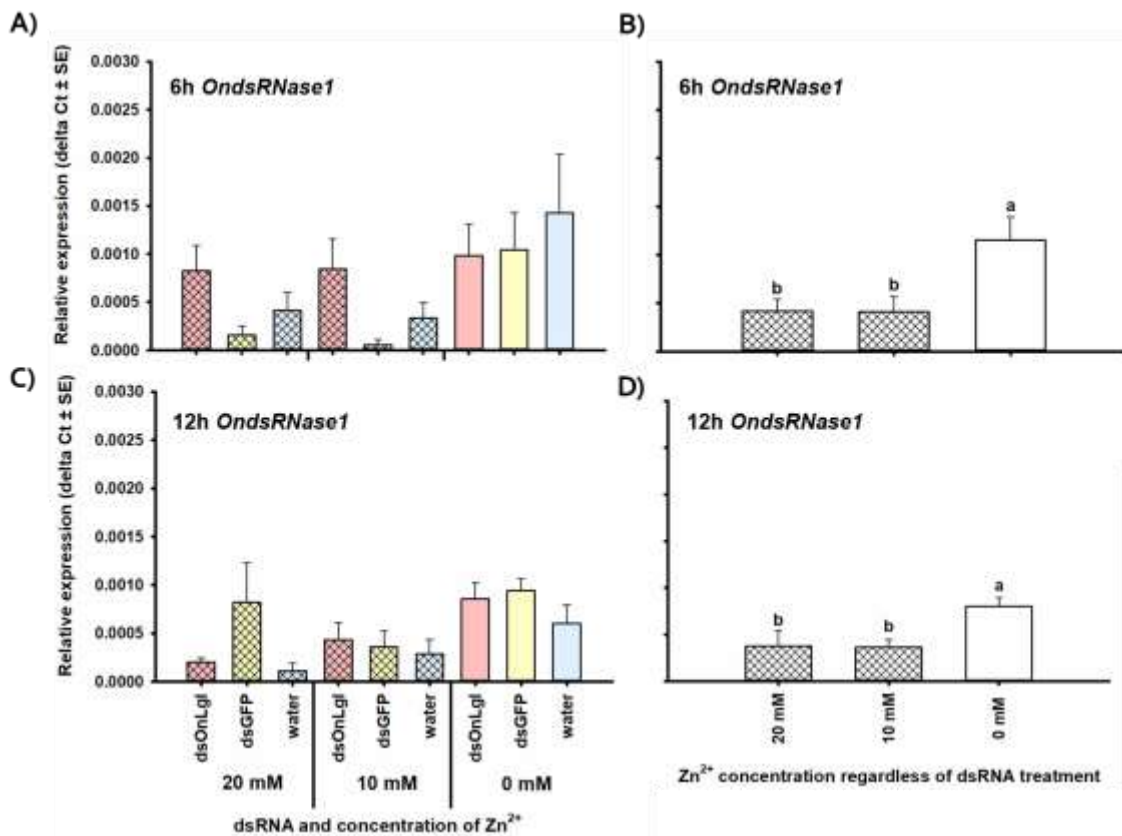 A)
Relative expression (delta Ct ± SE)
0.0030
0.0025
0.0020
0.0015
0.0010
0.0005
0.0000
6h OndsRNase1
B)
6h OndsRNase1
b
b
a
C)
Relative expression (delta Ct ± SE)
0.0030
0.0025
0.0020
0.0015
0.0010
0.0005
0.0000
12h OndsRNase1
dsOnLgl
dsGFP
water
dsOnLgl
dsGFP
water
dsOnLgl
dsGFP
water
20 mM
10 mM
0 mM
dsRNA and concentration of Zn²⁺
D)
12h OndsRNase1
b
b
a
20 mM
10 mM
0 mM
Zn²⁺ concentration regardless of dsRNA treatment